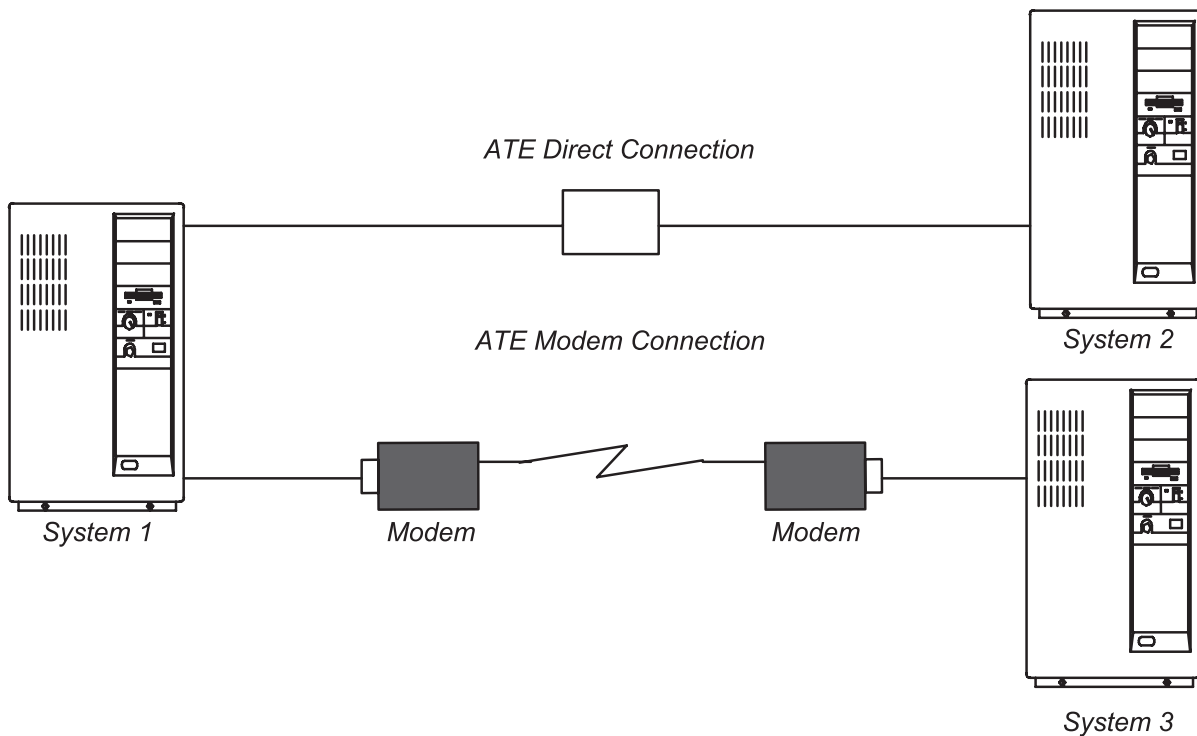 ATE Direct Connection
System 2
ATE Modem Connection
System 1
Modem
Modem
System 3